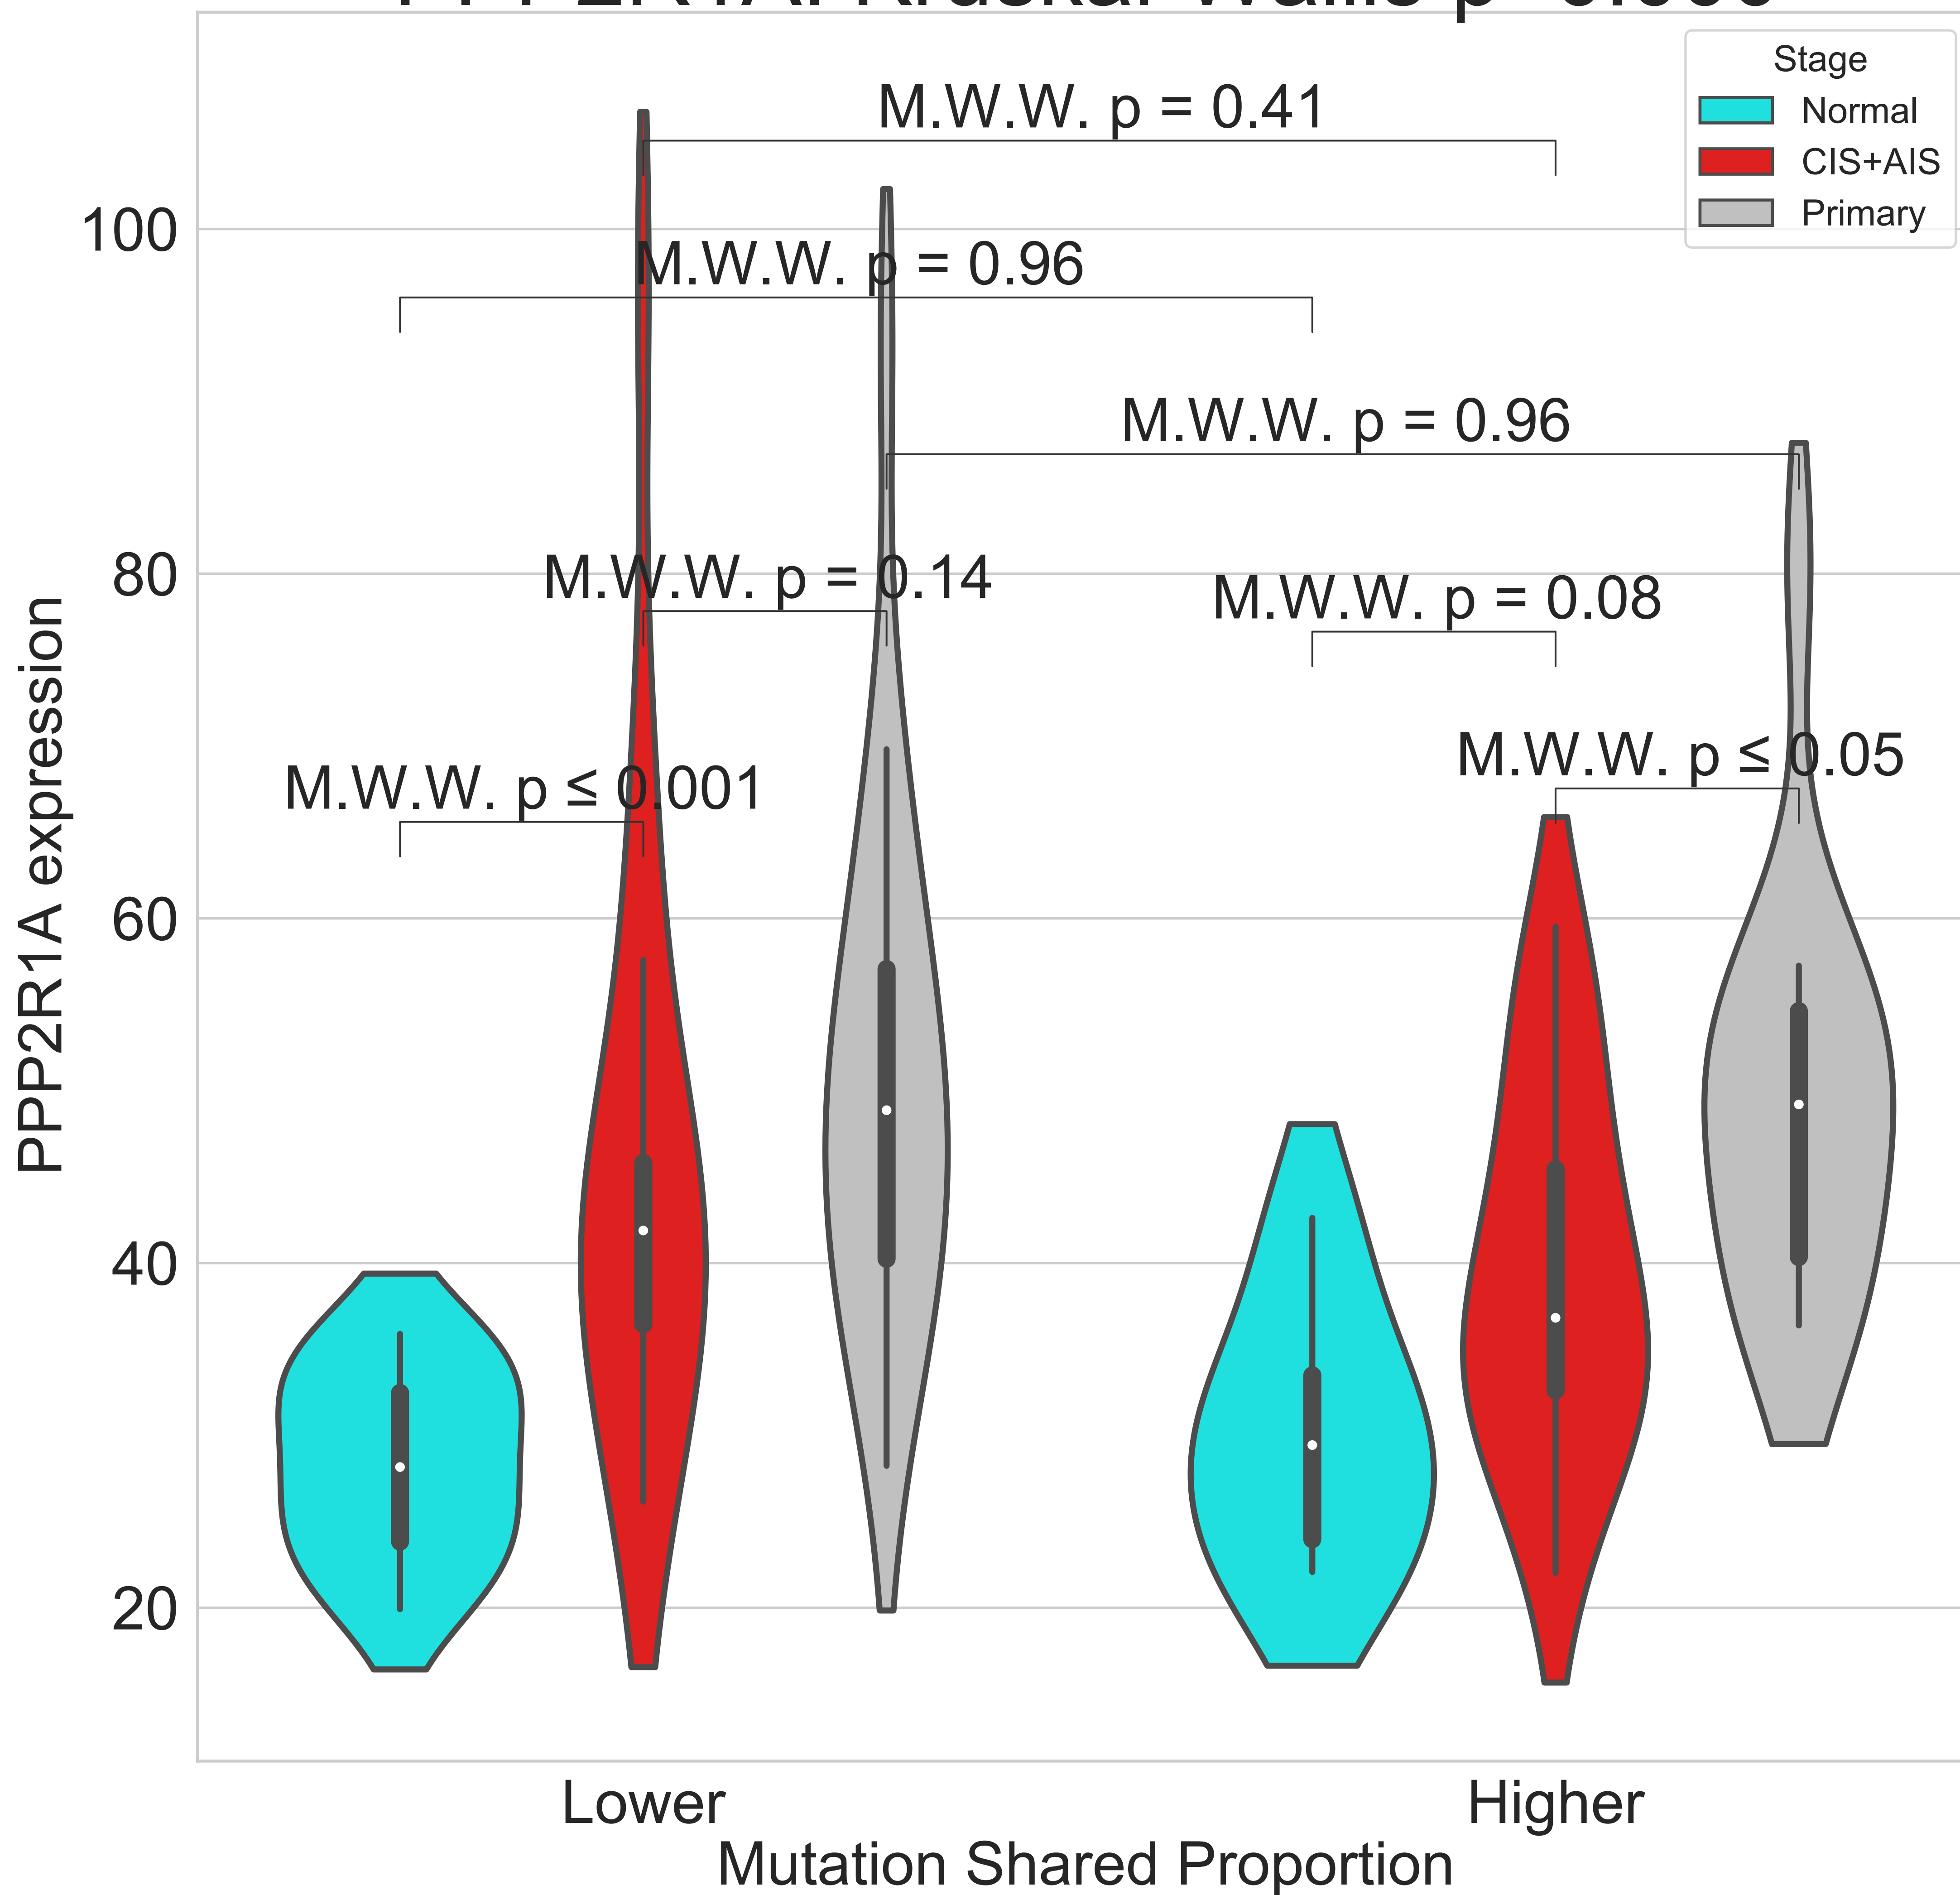 Stage
Normal
CIS+AIS
Primary
M.W.W. p = 0.41
M.W.W. p = 0.96
M.W.W. p = 0.96
M.W.W. p = 0.14
M.W.W. p = 0.08
M.W.W. p ≤ 0.001
M.W.W. p ≤ 0.05
PPP2R1A expression
100
80
60
40
20
Lower
Higher
Mutation Shared Proportion